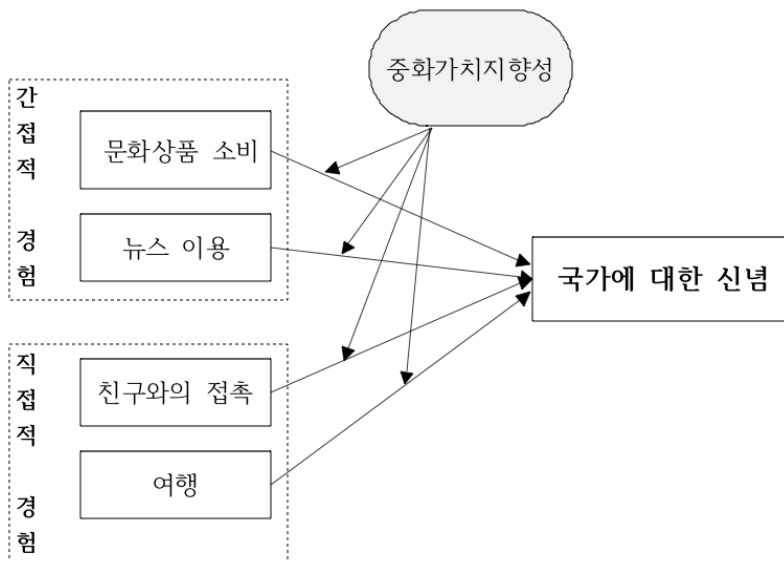 중화가치지향성
간접적 경험
문화상품 소비
뉴스 이용
국가에 대한 신념
직접적 경험
친구와의 접촉
여행